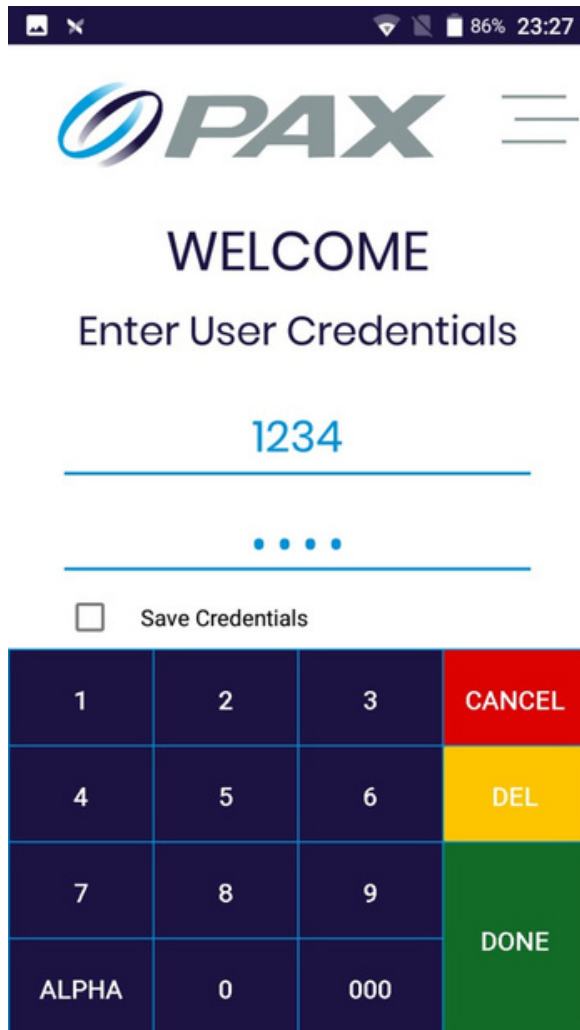 86% 23:27
PAX
WELCOME
Enter User Credentials
1234
••••
Save Credentials
1 2 3 CANCEL
4 5 6 DEL
7 8 9
DONE
ALPHA 0 000